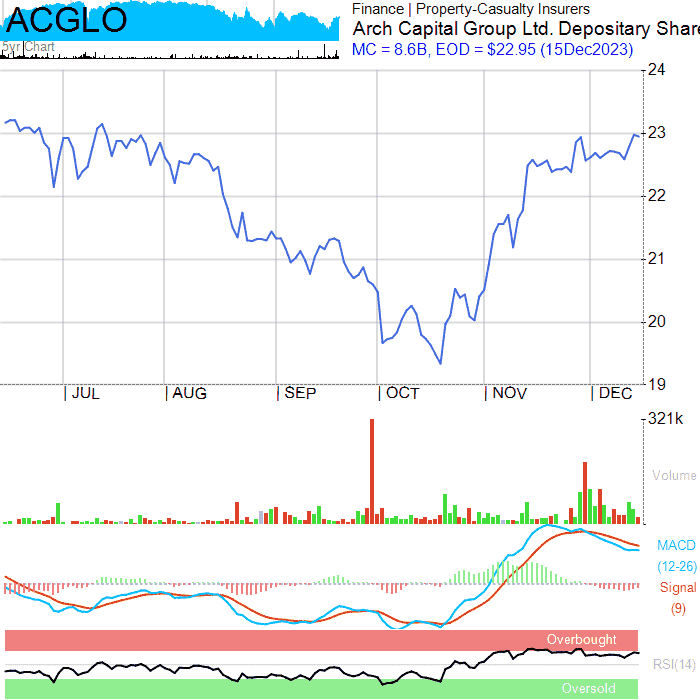 ACGLO
5yr Chart
Finance | Property-Casualty Insurers
Arch Capital Group Ltd. Depositary Share
MC = 8.6B, EOD = $22.95 (15Dec2023)
24
23
22
21
20
19
JUL AUG SEP OCT NOV DEC
321k
Volume
MACD
(12-26)
Signal
(9)
Overbought
RSI(14)
Oversold